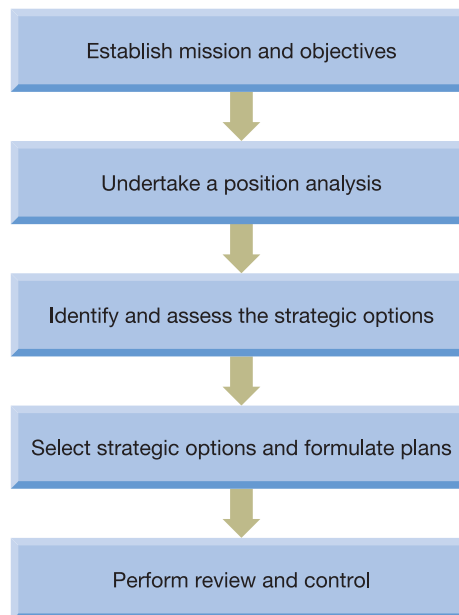 Establish mission and objectives
Undertake a position analysis
Identify and assess the strategic options
Select strategic options and formulate plans
Perform review and control